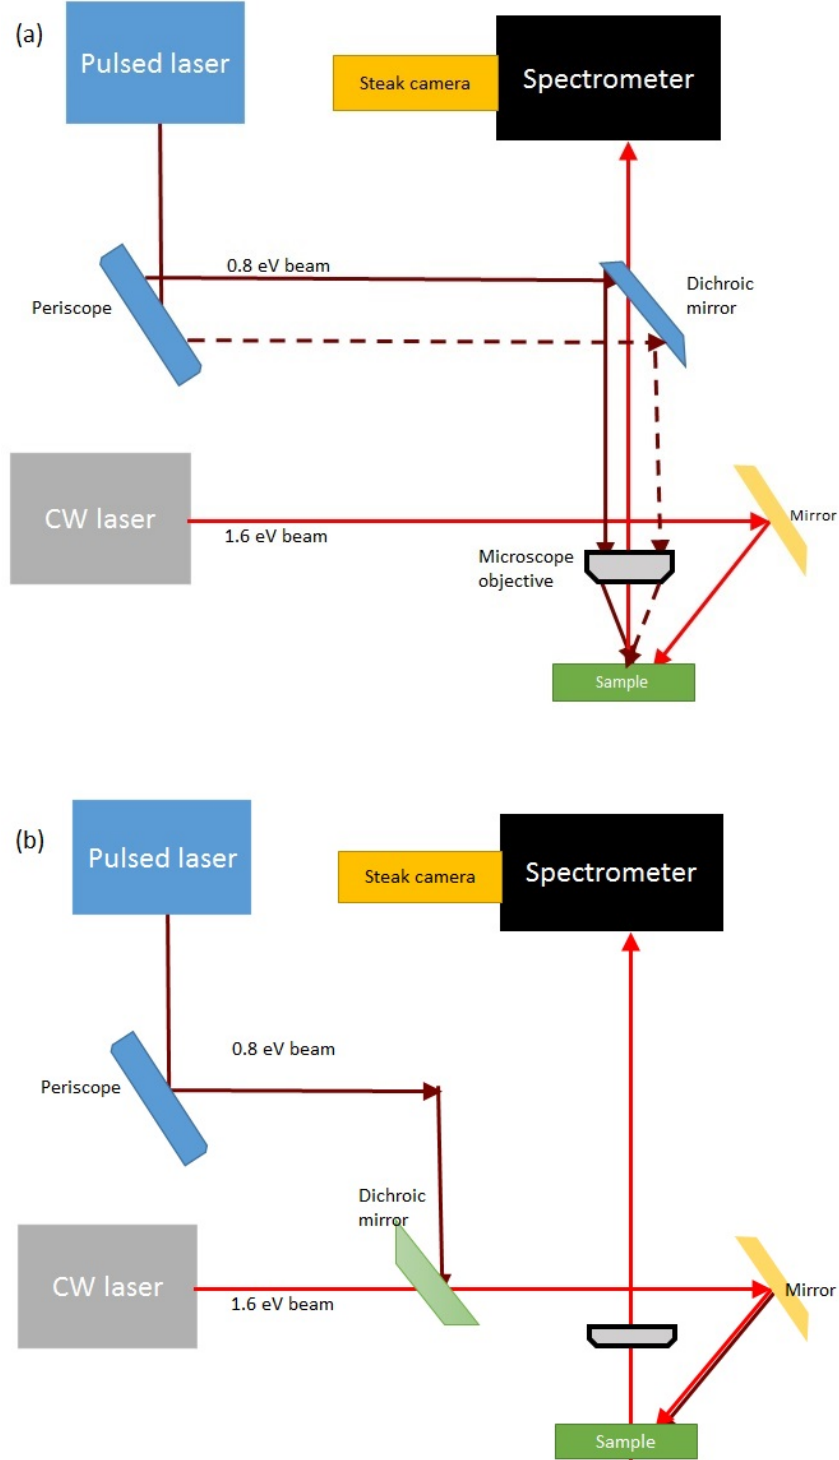 (a)
Pulsed laser
Steak camera
Spectrometer
0.8 eV beam
Periscope
Dichroic
mirror
CW laser
1.6 eV beam
Mirror
Microscope
objective
Sample
(b)
Pulsed laser
Steak camera
Spectrometer
0.8 eV beam
Periscope
Dichroic
mirror
CW laser
1.6 eV beam
Mirror
Sample